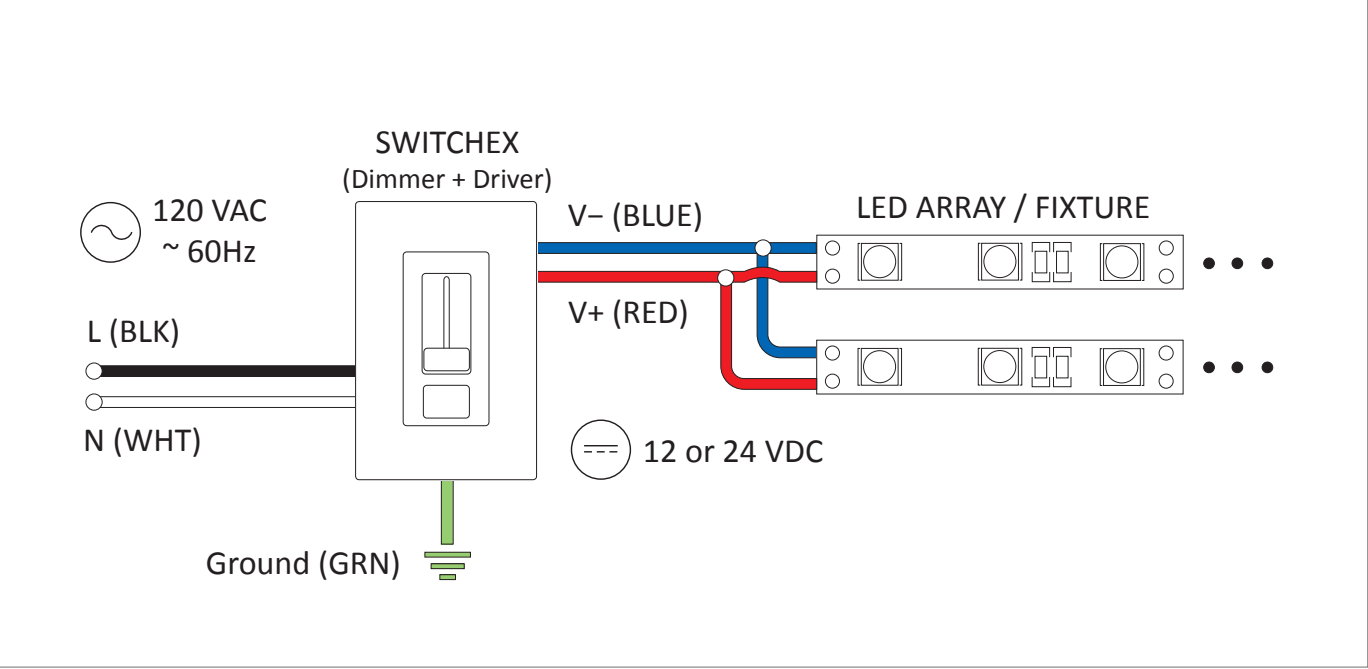 SWITCHEX
(Dimmer + Driver)
120 VAC
~ 60Hz
V− (BLUE)
LED ARRAY / FIXTURE
V+ (RED)
L (BLK)
N (WHT)
12 or 24 VDC
Ground (GRN)